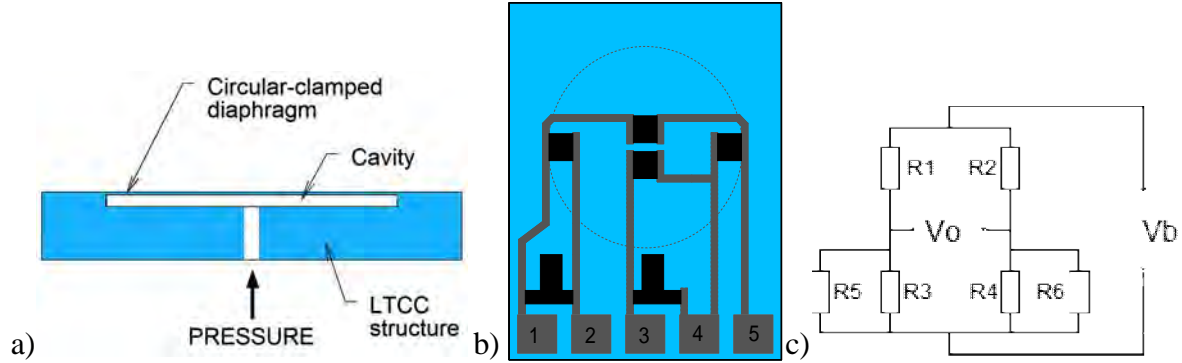 Circular-clamped
diaphragm
Cavity
LTCC
structure
PRESSURE
a)
b)
1 2 3 4 5
c)
R1 R2
Vo Vb
R5 R3 R4 R6